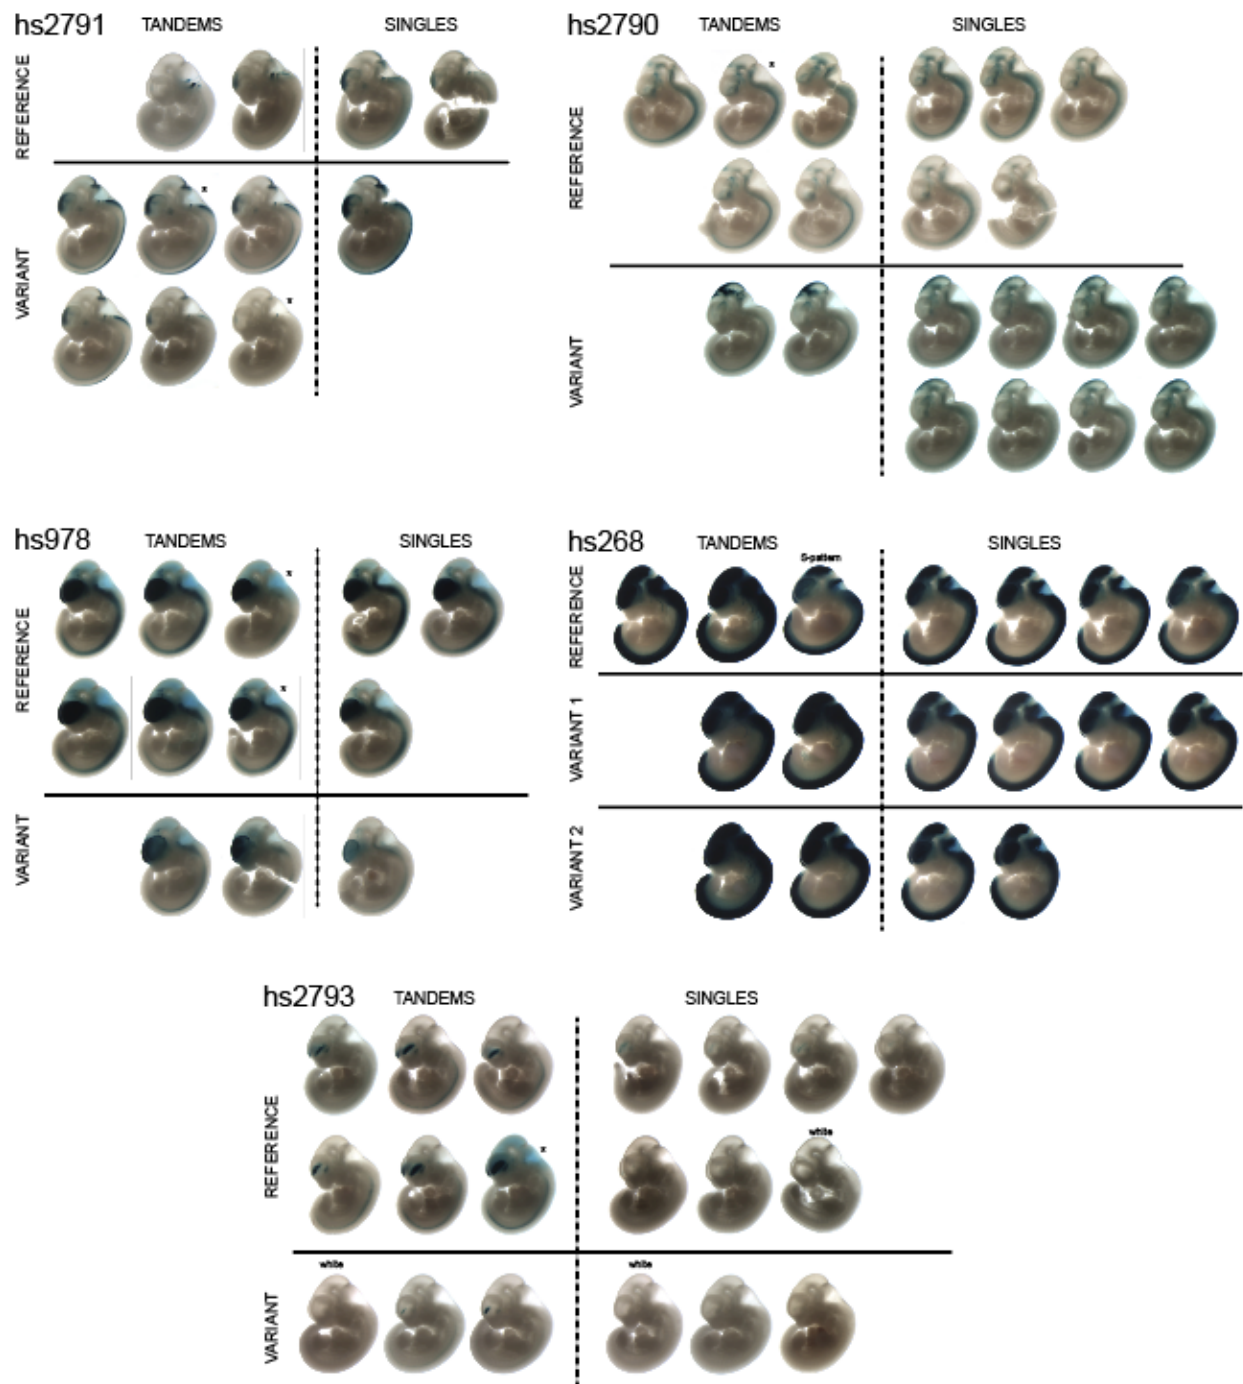 hs2791
TANDEMS
SINGLES
REFERENCE
x
VARIANT
x
hs2790
TANDEMS
SINGLES
x
REFERENCE
VARIANT
hs978
TANDEMS
SINGLES
x
REFERENCE
x
VARIANT
hs268
TANDEMS
SINGLES
S-pattern
REFERENCE
VARIANT 1
VARIANT 2
hs2793
TANDEMS
SINGLES
REFERENCE
white
x
VARIANT
white
white